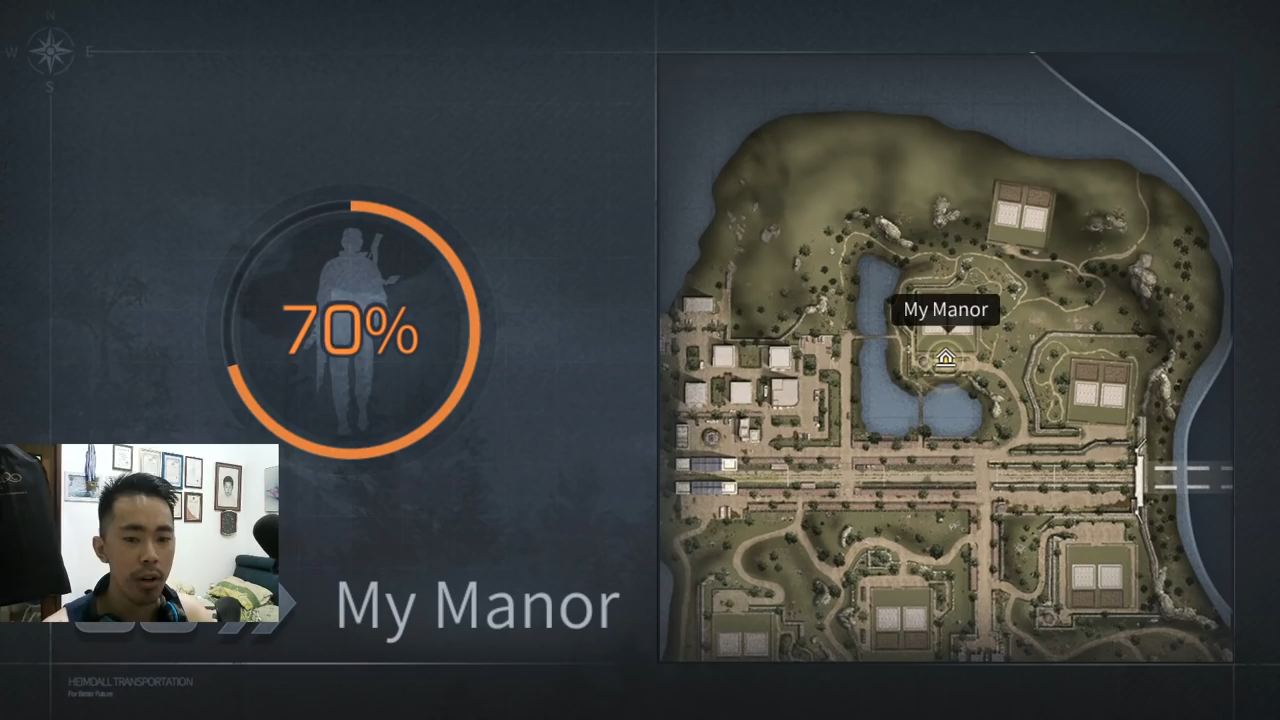 N
W E
S
My Manor
70%
My Manor
HEIMDALL TRANSPORTATION
For Better Future